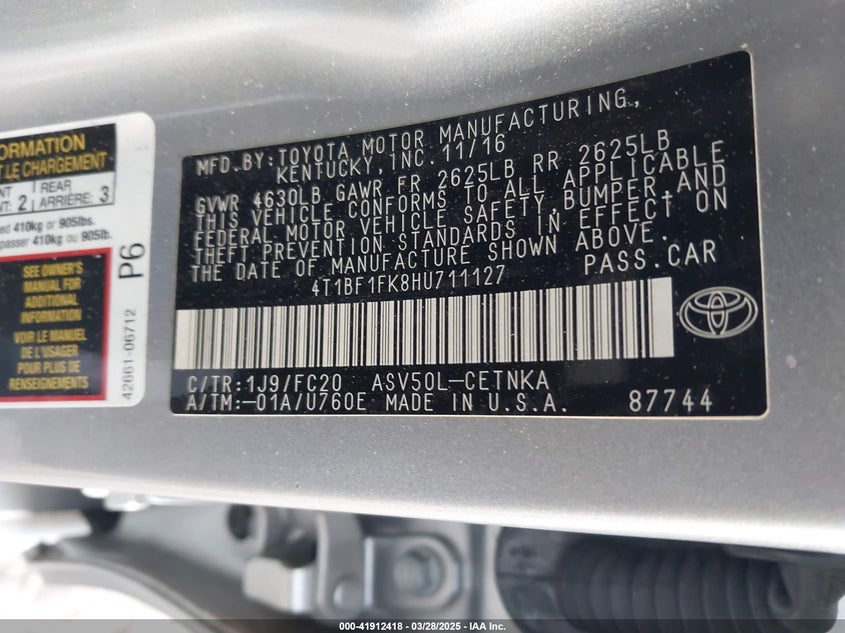 ORMATION
T LE CHARGEMENT
NT 2 REAR 3
NT: ARRIÈRE:
ed 410kg or 905lbs.
passer 410kg ou 905lb.
SEE OWNER'S
MANUAL
VOIR LE MANUEL
DE L'USAGER
POUR PLUS DE
P6
42661-06712
MFD.BY:TOYOTA MOTOR MANUFACTURING,
KENTUCKY,INC.11/16
GVWR 4630LB GAWR FR 2625LB RR 2625LB
THIS VEHICLE CONFORMS TO ALL APPLICABLE
FEDERAL MOTOR VEHICLE SAFETY,BUMPER,AND
THEFT PREVENTION STANDARDS IN EFFECT ON
THE DATE OF MANUFACTURE SHOWN ABOVE.
4T1BF1FK8HU711127 PASS.CAR
C/TR:1J9/FC20 ASV50L-CETNKA
A/TM:-01A/U760E MADE IN U.S.A. 87744
000-41912418 | 03/28/2025 - IAA Inc.